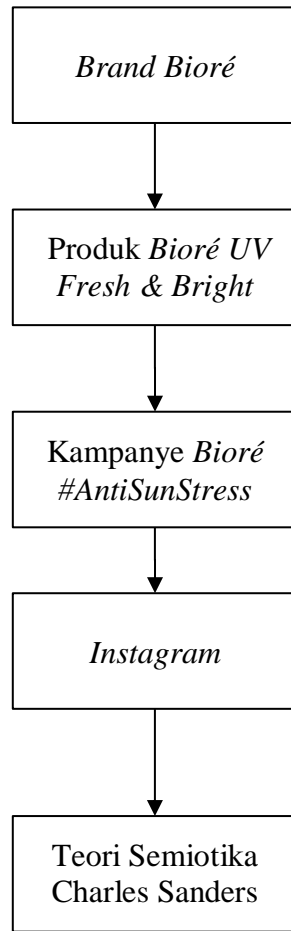 Brand Bioré
Produk Bioré UV
Fresh & Bright
Kampanye Bioré
#AntiSunStress
Instagram
Teori Semiotika
Charles Sanders